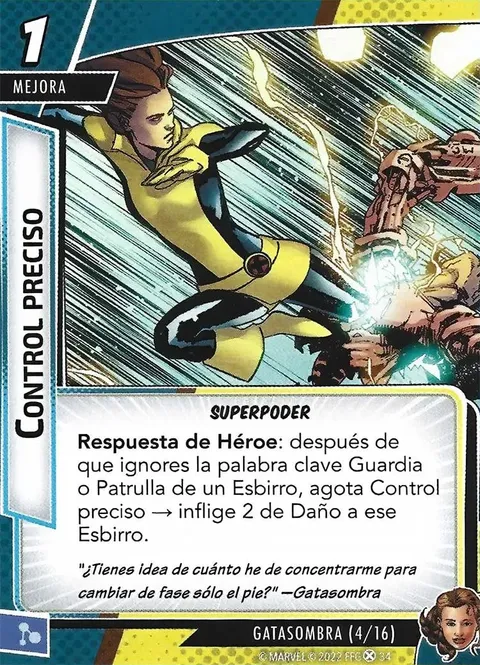 1
MEJORA
CONTROL PRECISO
SUPERPODER
Respuesta de Héroe: después de
que ignores la palabra clave Guardia
o Patrulla de un Esbirro, agota Control
preciso → inflige 2 de Daño a ese
Esbirro.
"¿Tienes idea de cuánto he de concentrarme para
cambiar de fase sólo el pie?" —Gatasombra
GATASOMBRA (4/16)
© MARVEL © 2022 FFG 34